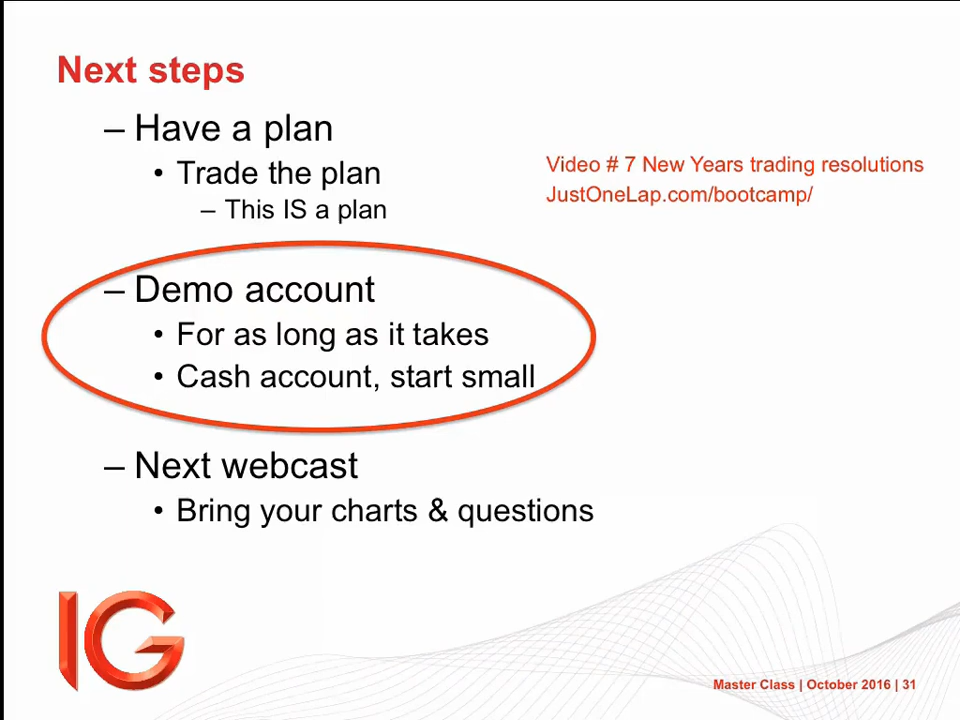 Next steps
– Have a plan
• Trade the plan
– This IS a plan
Video # 7 New Years trading resolutions
JustOneLap.com/bootcamp/
– Demo account
• For as long as it takes
• Cash account, start small
– Next webcast
• Bring your charts & questions
IG
Master Class | October 2016 | 31